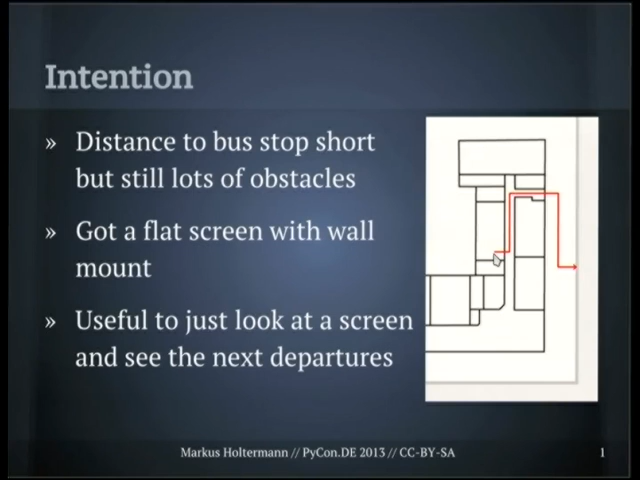 Intention
» Distance to bus stop short
but still lots of obstacles
» Got a flat screen with wall
mount
» Useful to just look at a screen
and see the next departures
Markus Holtermann // PyCon.DE 2013 // CC-BY-SA
1